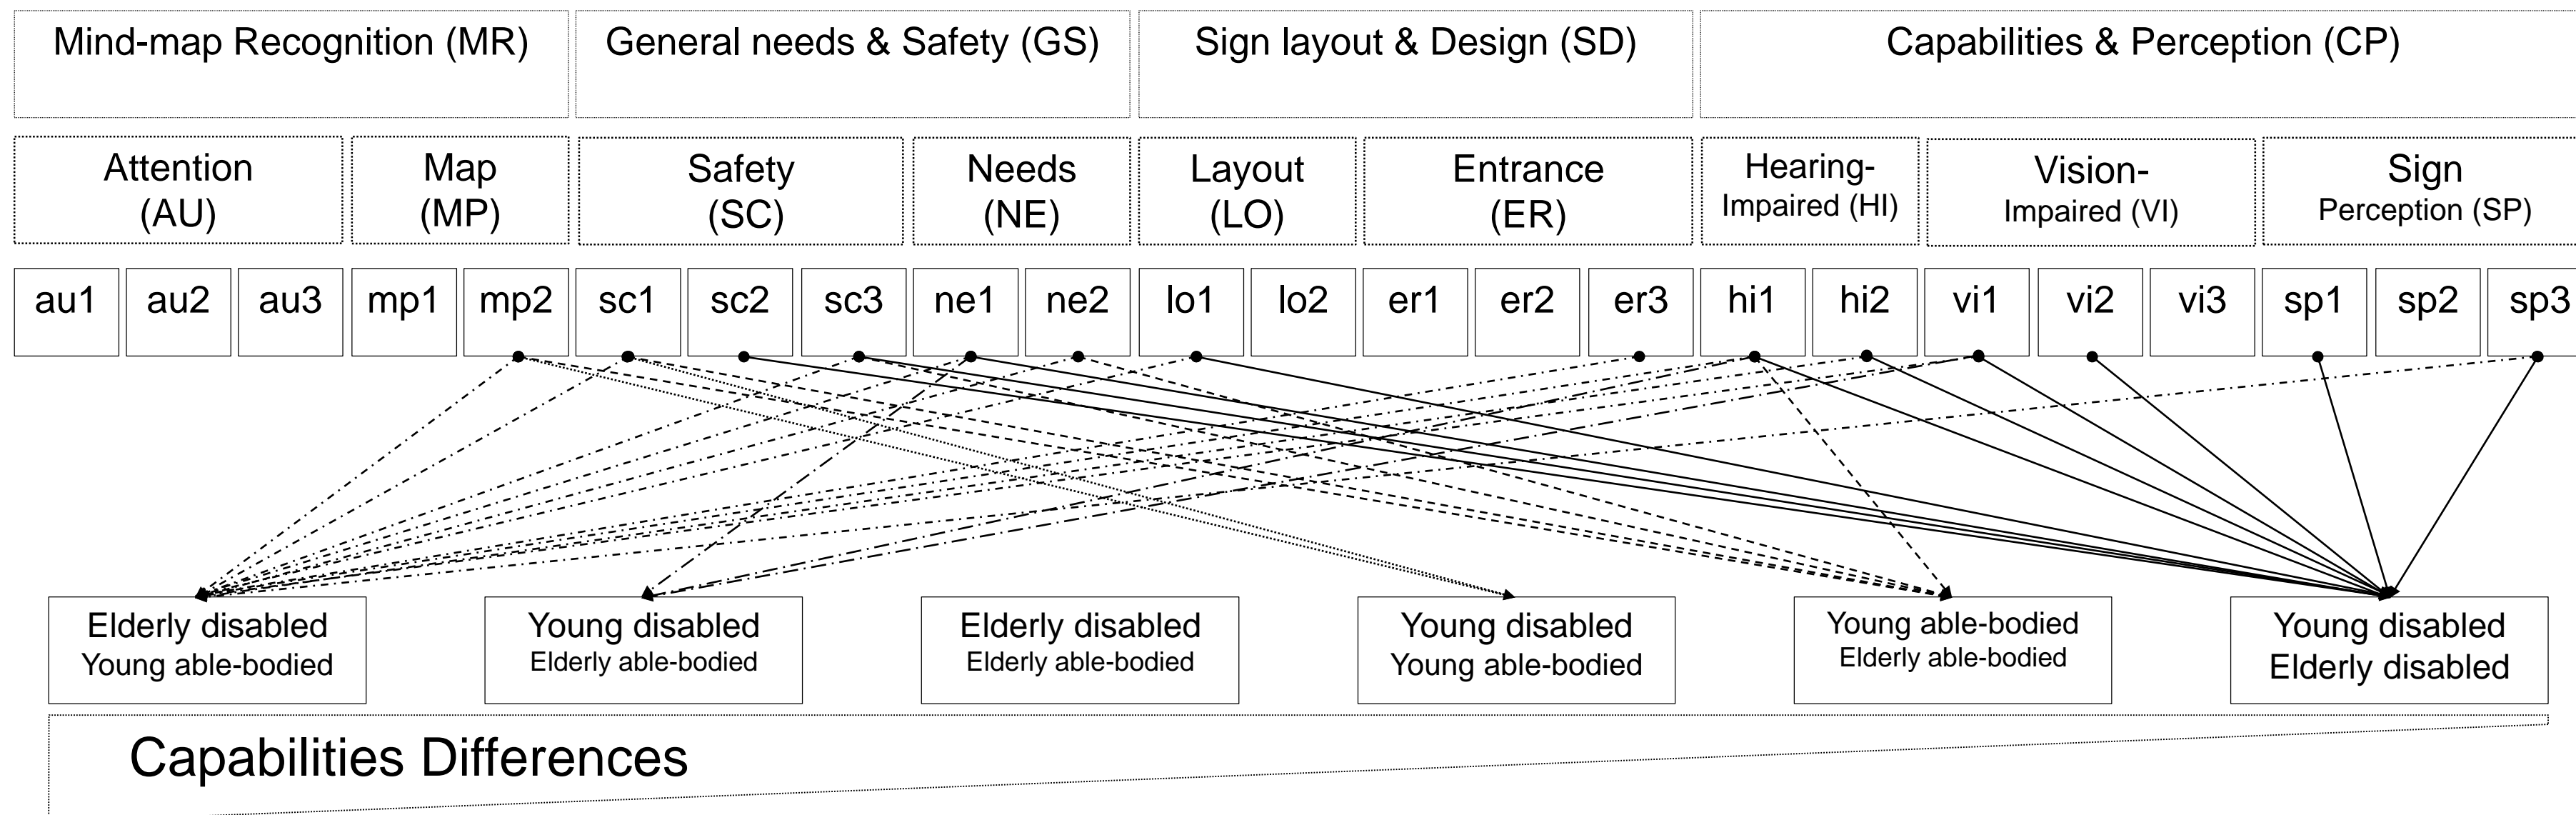 Mind-map Recognition (MR)
General needs & Safety (GS)
Sign layout & Design (SD)
Capabilities & Perception (CP)
Attention
(AU)
Map
(MP)
Safety
(SC)
Needs
(NE)
Layout
(LO)
Entrance
(ER)
Hearing-
Impaired (HI)
Vision-
Impaired (VI)
Sign
Perception (SP)
au1
au2
au3
mp1
mp2
sc1
sc2
sc3
ne1
ne2
lo1
lo2
er1
er2
er3
hi1
hi2
vi1
vi2
vi3
sp1
sp2
sp3
Elderly disabled
Young able-bodied
Young disabled
Elderly able-bodied
Elderly disabled
Elderly able-bodied
Young disabled
Young able-bodied
Young able-bodied
Elderly able-bodied
Young disabled
Elderly disabled
Capabilities Differences